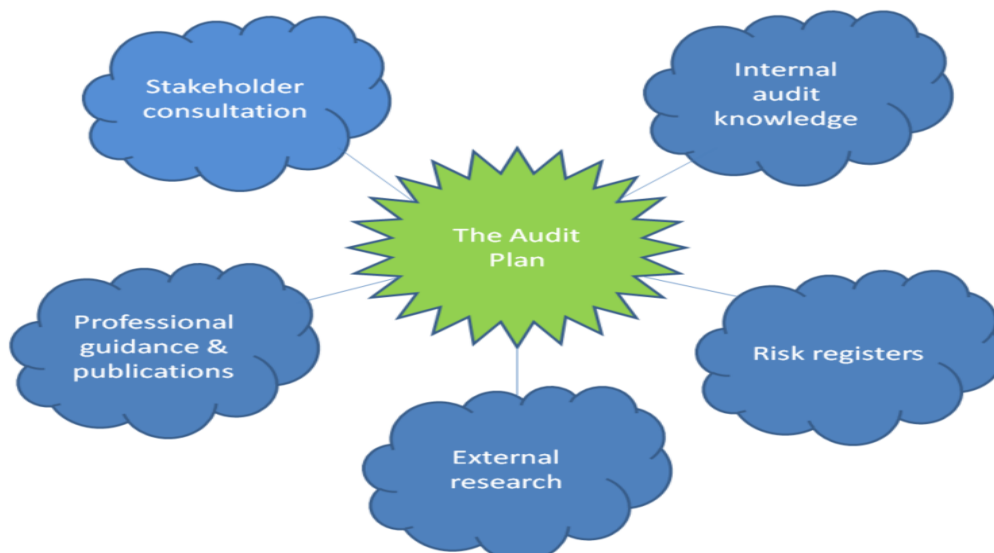 Stakeholder
consultation
Internal
audit
knowledge
The Audit
Plan
Professional
guidance &
publications
Risk registers
External
research